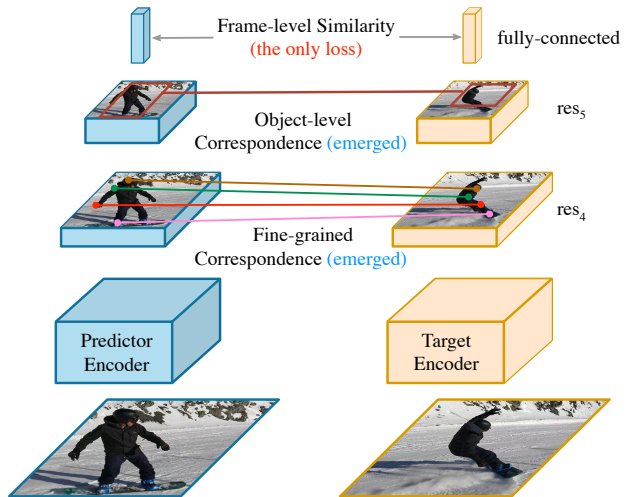 Frame-level Similarity
(the only loss)
fully-connected
res5
Object-level
Correspondence (emerged)
res4
Fine-grained
Correspondence (emerged)
Predictor
Encoder
Target
Encoder